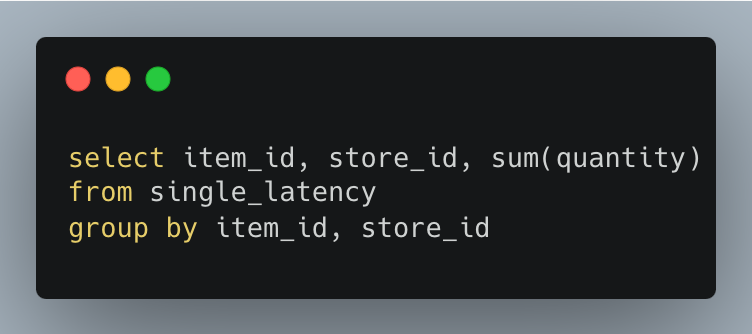 select item_id, store_id, sum(quantity)
from single_latency
group by item_id, store_id